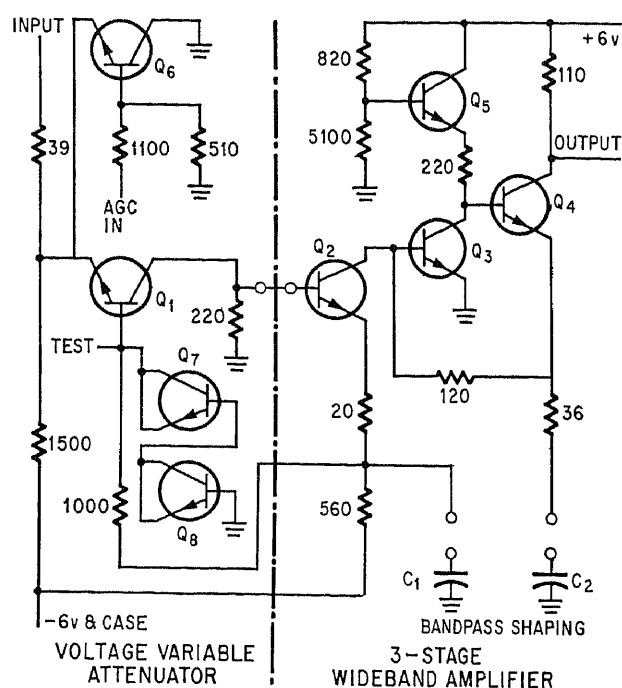 INPUT
+6v
Q6
820
110
Q5
39
1100
510
5100
OUTPUT
220
AGC
IN
Q4
Q2
Q3
Q1
220
TEST
Q7
120
20
36
1500
1000
560
Q8
C1
C2
-6v & CASE
BANDPASS SHAPING
VOLTAGE VARIABLE
ATTENUATOR
3-STAGE
WIDEBAND AMPLIFIER